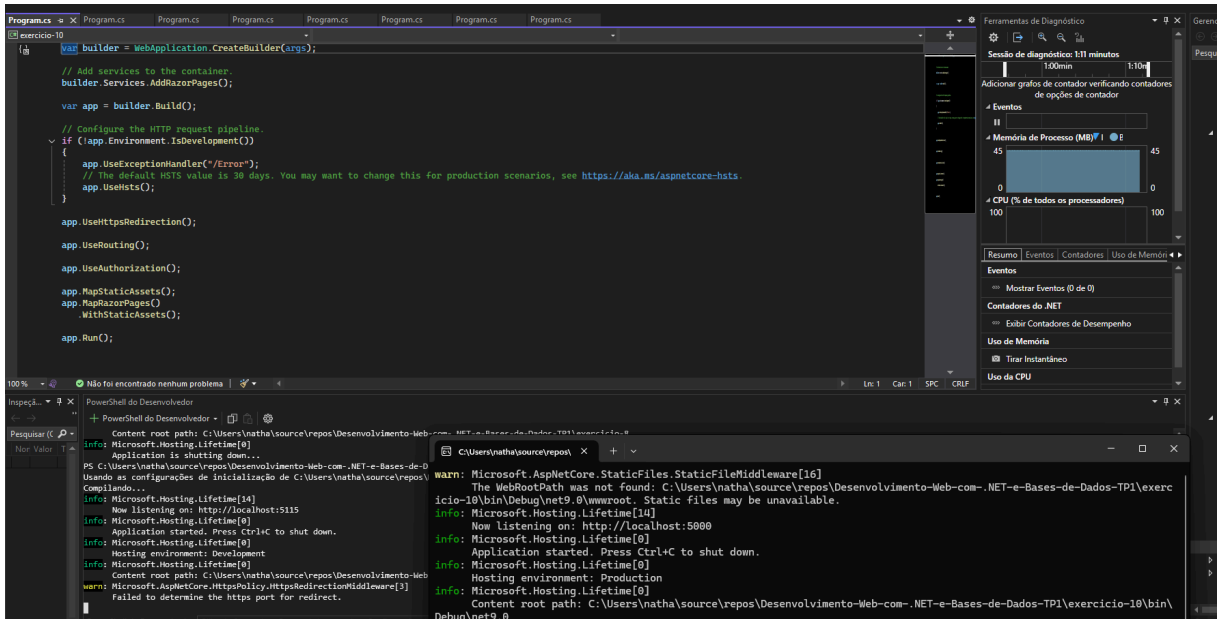 Program.cs Program.cs Program.cs Program.cs Program.cs Program.cs Program.cs Program.cs
exercicio-10
var builder = WebApplication.CreateBuilder(args);
// Add services to the container.
builder.Services.AddRazorPages();
var app = builder.Build();
// Configure the HTTP request pipeline.
if (!app.Environment.IsDevelopment())
{
app.UseExceptionHandler("/Error");
// The default HSTS value is 30 days. You may want to change this for production scenarios, see https://aka.ms/aspnetcore-hsts.
app.UseHsts();
}
app.UseHttpsRedirection();
app.UseRouting();
app.UseAuthorization();
app.MapStaticAssets();
app.MapRazorPages()
.WithStaticAssets();
app.Run();
100 % Não foi encontrado nenhum problema Ln: 1 Car: 1 SPC CRLF
Ferramentas de Diagnóstico
Sessão de diagnóstico: 1:11 minutos
1:00min 1:10n
Adicionar grafos de contador verificando contadores
de opções de contador
Eventos
Memória de Processo (MB)
45 45
0 0
CPU (% de todos os processadores)
100 100
Resumo Eventos Contadores Uso de Memóri
Eventos
Mostrar Eventos (0 de 0)
Contadores do .NET
Exibir Contadores de Desempenho
Uso de Memória
Tirar Instantâneo
Uso da CPU
Gerenc
Pesqu
Inspeçã...
Pesquisar (C
Nor Valor T
PowerShell do Desenvolvedor
PowerShell do Desenvolvedor
Content root path: C:\Users\natha\source\repos\Desenvolvimento-Web-com-.NET-e-Bases-de-Dados-TP1\exercicio-8
info: Microsoft.Hosting.Lifetime[0]
Application is shutting down...
PS C:\Users\natha\source\repos\Desenvolvimento-Web-com-.NET-e-Bases-de-D
Usando as configurações de inicialização de C:\Users\natha\source\repos\
Compilando...
info: Microsoft.Hosting.Lifetime[14]
Now listening on: http://localhost:5115
info: Microsoft.Hosting.Lifetime[0]
Application started. Press Ctrl+C to shut down.
info: Microsoft.Hosting.Lifetime[0]
Hosting environment: Development
info: Microsoft.Hosting.Lifetime[0]
Content root path: C:\Users\natha\source\repos\Desenvolvimento-Web
warn: Microsoft.AspNetCore.HttpsPolicy.HttpsRedirectionMiddleware[3]
Failed to determine the https port for redirect.
C:\Users\natha\source\repos\
warn: Microsoft.AspNetCore.StaticFiles.StaticFileMiddleware[16]
The WebRootPath was not found: C:\Users\natha\source\repos\Desenvolvimento-Web-com-.NET-e-Bases-de-Dados-TP1\exerc
icio-10\bin\Debug\net9.0\wwwroot. Static files may be unavailable.
info: Microsoft.Hosting.Lifetime[14]
Now listening on: http://localhost:5000
info: Microsoft.Hosting.Lifetime[0]
Application started. Press Ctrl+C to shut down.
info: Microsoft.Hosting.Lifetime[0]
Hosting environment: Production
info: Microsoft.Hosting.Lifetime[0]
Content root path: C:\Users\natha\source\repos\Desenvolvimento-Web-com-.NET-e-Bases-de-Dados-TP1\exercicio-10\bin\
Debug\net9.0